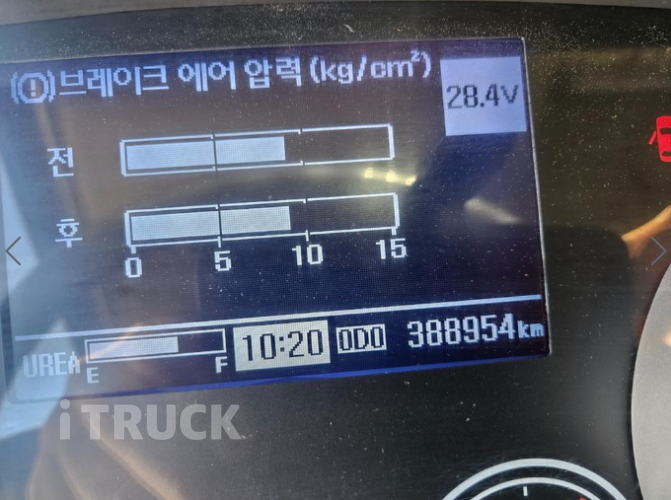 (!)브레이크 에어 압력(kg/cm²)
28.4V
전
후
0 5 10 15
UREA E F 10:20 ODO 388954km
iTRUCK